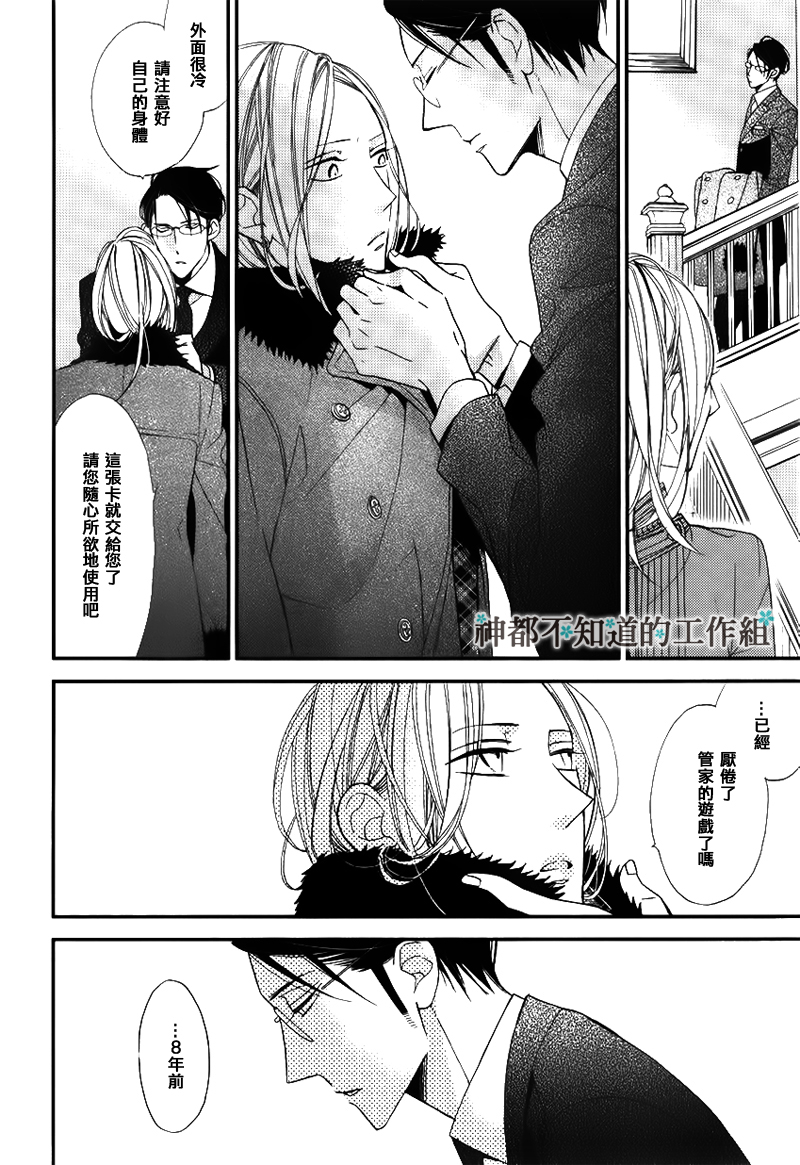 外面很冷
請注意好
自己的身體
這張卡就交給您了
請您隨心所欲地使用吧
神都不知道的工作組
…已經
厭倦了
管家的遊戲了嗎
…8年前